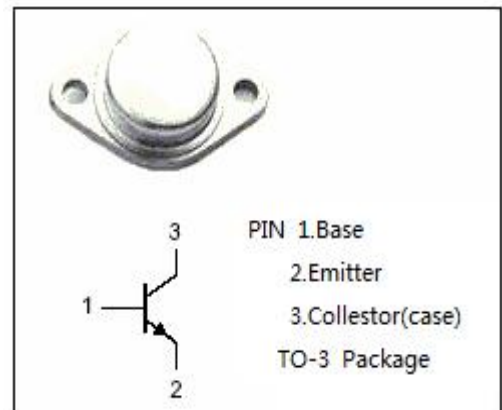 3
PIN 1.Base
2.Emitter
1
3.Collestor(case)
TO-3 Package
2